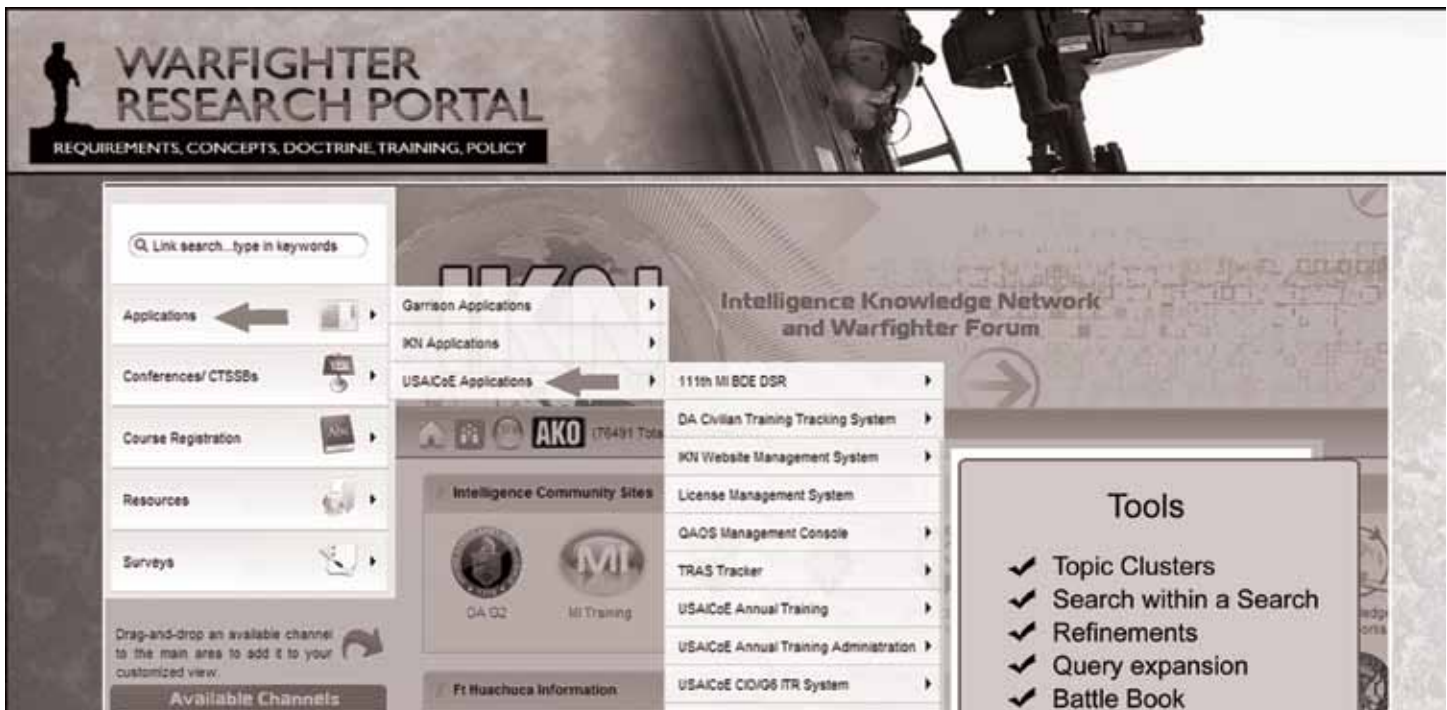 WARFIGHTER
RESEARCH PORTAL
REQUIREMENTS, CONCEPTS, DOCTRINE, TRAINING, POLICY
Link search...type in keywords
Applications
Conferences/ CTSSBs
Course Registration
Resources
Surveys
Drag-and-drop an available channel
to the main area to add it to your
customized view.
Available Channels
Garrison Applications
IKN Applications
USAICoE Applications
IKN
Intelligence Knowledge Network
and Warfighter Forum
AKO (76491 Tota
Intelligence Community Sites
DA G2
MI
MI Training
Ft Huachuca Information
111th MI BDE DSR
DA Civilian Training Tracking System
IKN Website Management System
License Management System
QAOS Management Console
TRAS Tracker
USAICoE Annual Training
USAICoE Annual Training Administration
USAICoE CIO/G6 ITR System
Tools
✔ Topic Clusters
✔ Search within a Search
✔ Refinements
✔ Query expansion
✔ Battle Book